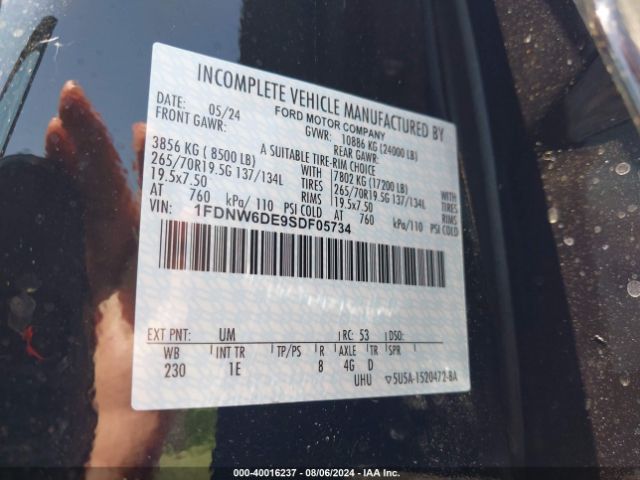 INCOMPLETE VEHICLE MANUFACTURED BY
FORD MOTOR COMPANY
DATE: 05/24 GVWR: 10886 KG (24000 LB)
FRONT GAWR: REAR GAWR:
A SUITABLE TIRE-RIM CHOICE
3856 KG ( 8500 LB) WITH 7802 KG (17200 LB) WITH
265/70R19.5G 137/134L TIRES 265/70R19.5G 137/134L TIRES
19.5x7.50 RIMS 19.5x7.50 RIMS
AT 760 kPa/ 110 PSI COLD AT 760 kPa/110 PSI COLD
VIN: 1FDNW6DE9SDF05734
EXT PNT: UM RC: 53 DSO:
WB INT TR TP/PS R AXLE TR SPR
230 1E 8 4G D
UHU 5U5A-1520472-BA
000-40016237 - 08/06/2024 - IAA Inc.